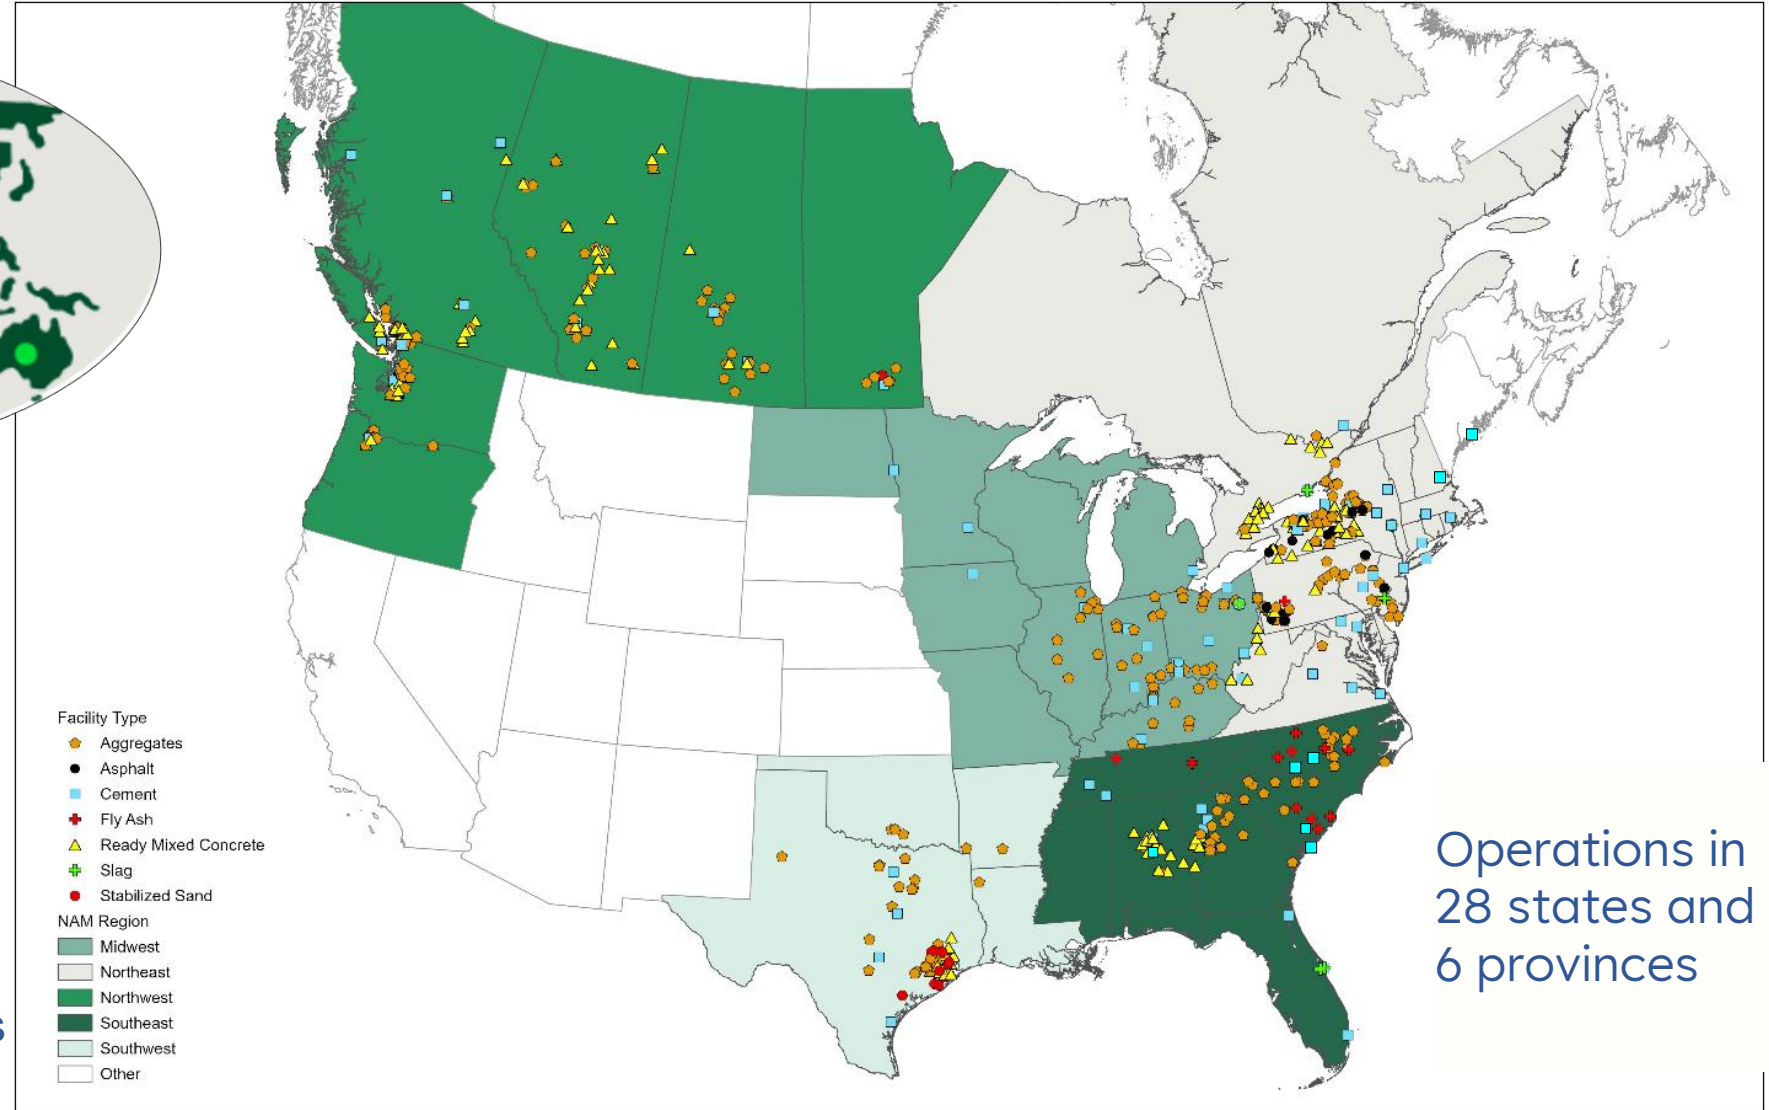 Facility Type
Aggregates
Asphalt
Cement
Fly Ash
Ready Mixed Concrete
Slag
Stabilized Sand
NAM Region
Midwest
Northeast
Northwest
Southeast
Southwest
Other
s
Operations in
28 states and
6 provinces